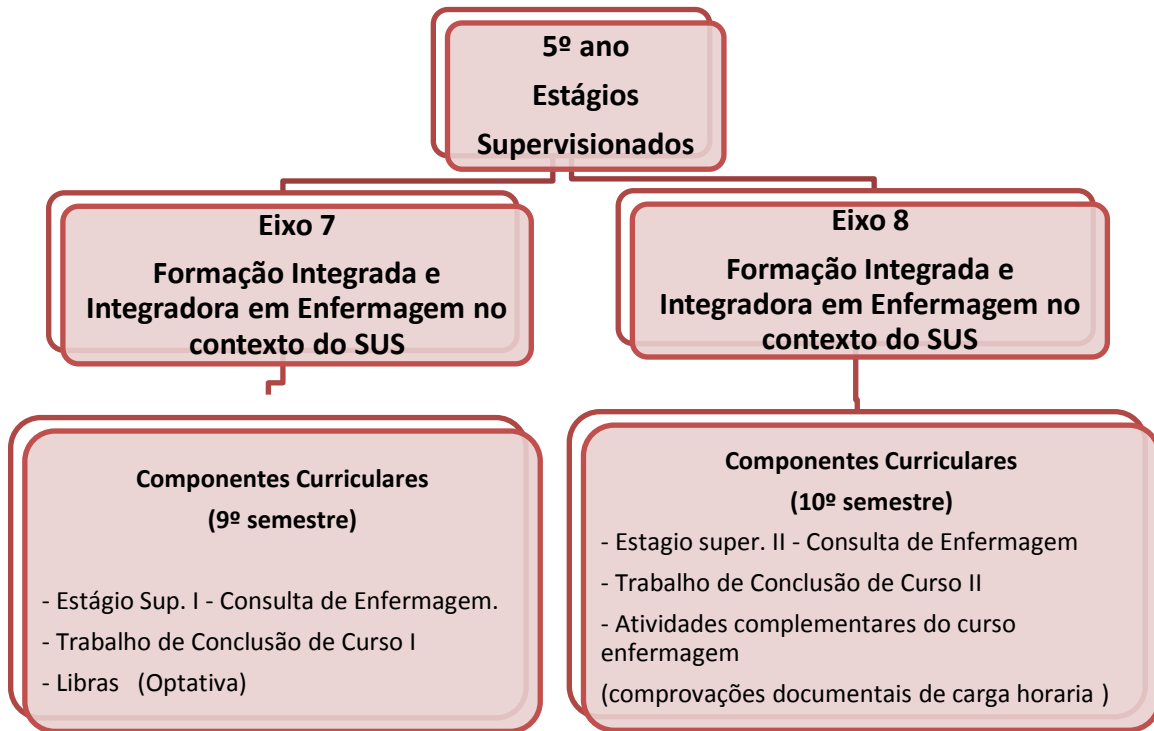 5º ano
Estágios
Supervisionados
Eixo 7
Formação Integrada e
Integradora em Enfermagem no
contexto do SUS
Eixo 8
Formação Integrada e
Integradora em Enfermagem no
contexto do SUS
Componentes Curriculares
(9º semestre)
- Estágio Sup. I - Consulta de Enfermagem.
- Trabalho de Conclusão de Curso I
- Libras (Optativa)
Componentes Curriculares
(10º semestre)
- Estagio super. II - Consulta de Enfermagem
- Trabalho de Conclusão de Curso II
- Atividades complementares do curso
enfermagem
(comprovações documentais de carga horaria )